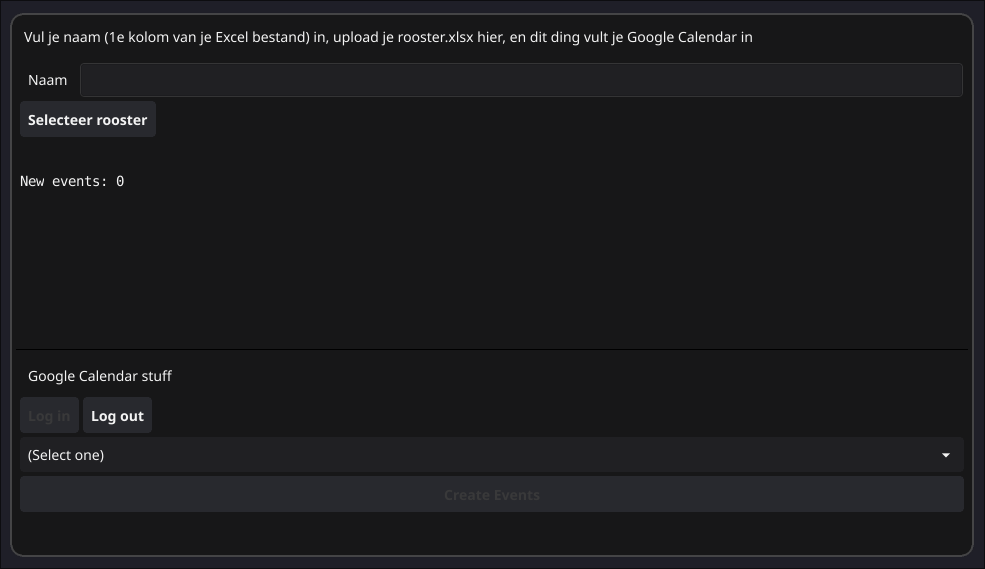 Vul je naam (1e kolom van je Excel bestand) in, upload je rooster.xlsx hier, en dit ding vult je Google Calendar in
Naam
Selecteer rooster
New events: 0
Google Calendar stuff
Log in Log out
(Select one)
Create Events